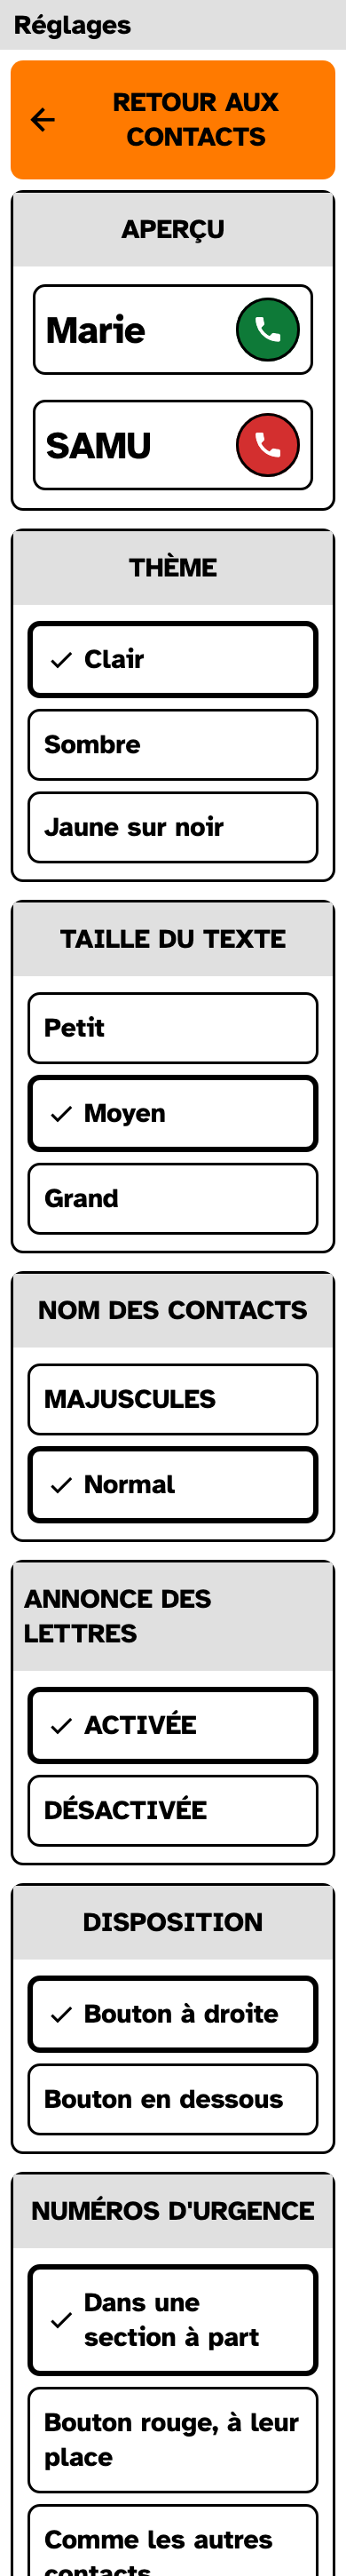 Réglages
RETOUR AUX
CONTACTS
APERÇU
Marie
SAMU
THÈME
Clair
Sombre
Jaune sur noir
TAILLE DU TEXTE
Petit
Moyen
Grand
NOM DES CONTACTS
MAJUSCULES
Normal
ANNONCE DES
LETTRES
ACTIVÉE
DÉSACTIVÉE
DISPOSITION
Bouton à droite
Bouton en dessous
NUMÉROS D'URGENCE
Dans une
section à part
Bouton rouge, à leur
place
Comme les autres
contacts